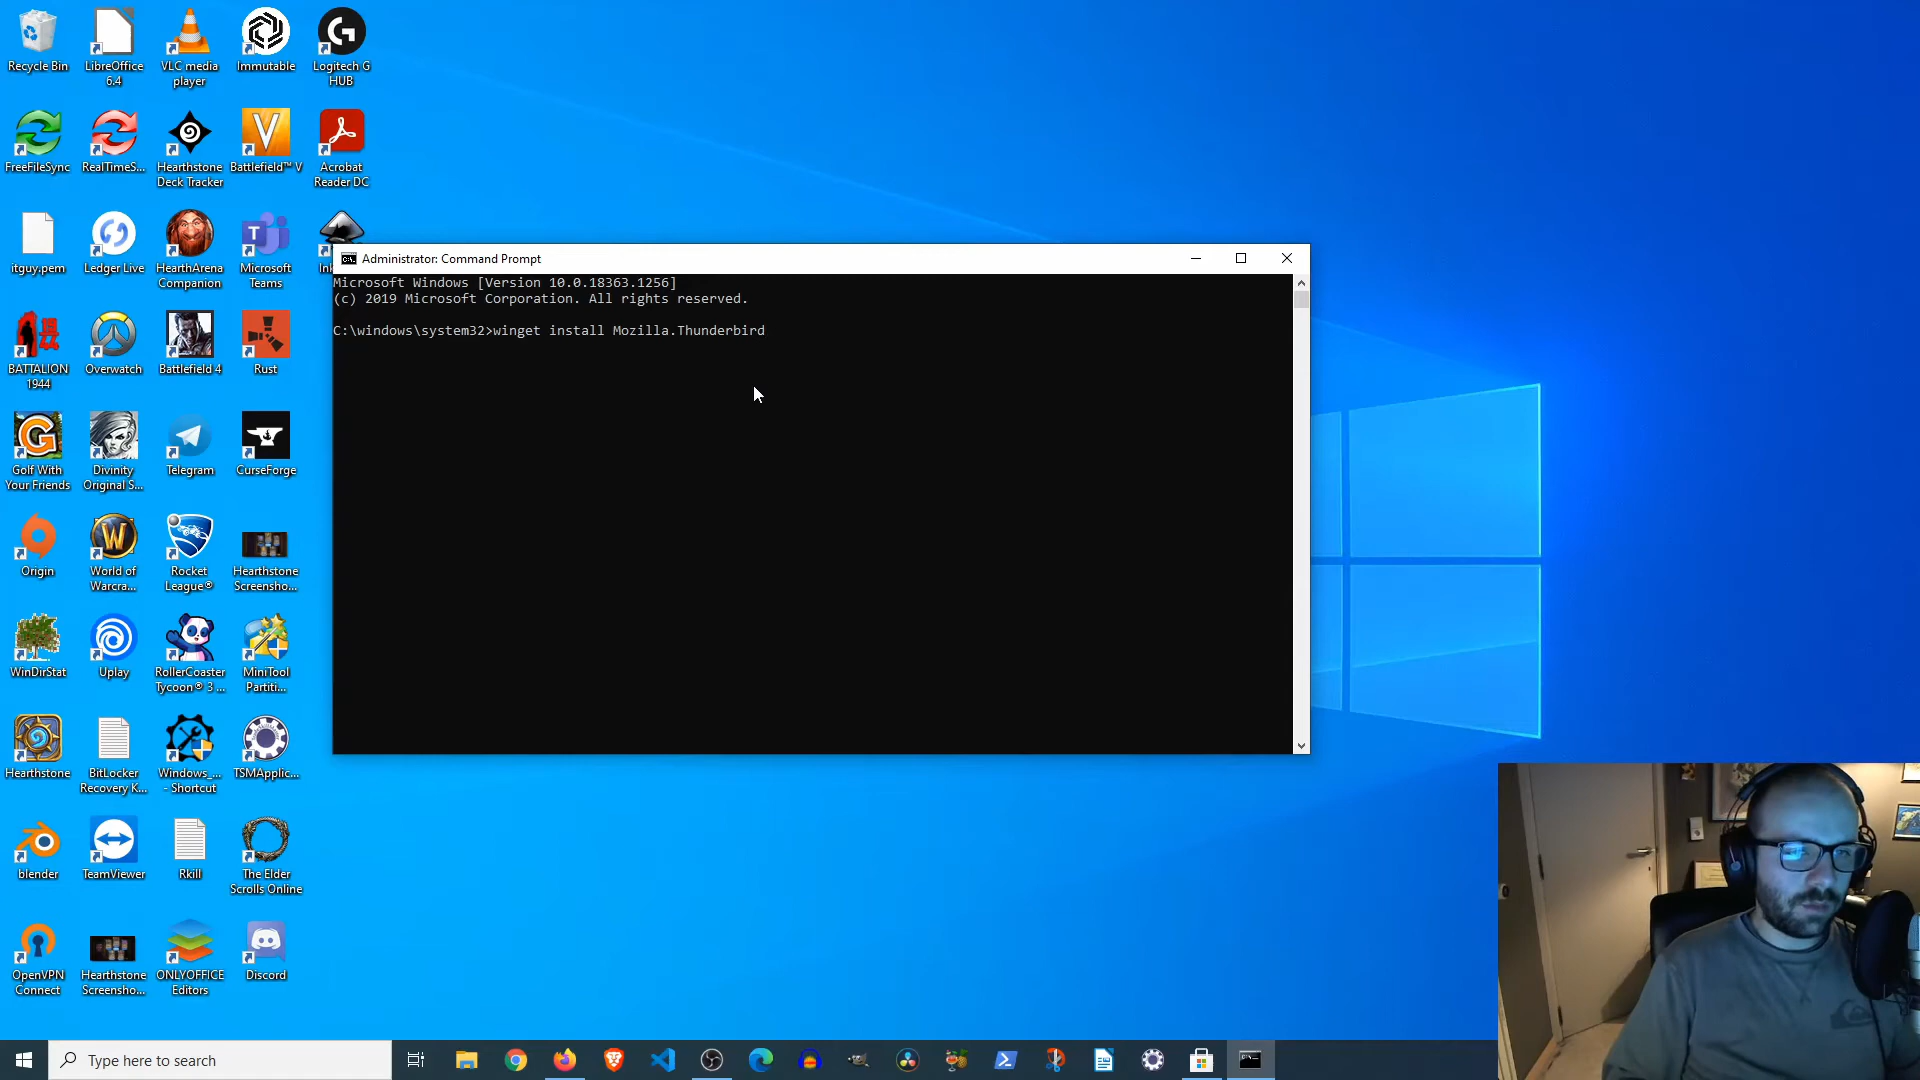 Recycle Bin
LibreOffice
6.4
VLC media
player
Immutable
Logitech G
HUB
FreeFileSync
RealTimeS...
Hearthstone
Deck Tracker
Battlefield™ V
Acrobat
Reader DC
itguy.pem
Ledger Live
HearthArena
Companion
Microsoft
Teams
BATTALION
1944
Overwatch
Battlefield 4
Rust
Golf With
Your Friends
Divinity
Original S...
Telegram
CurseForge
Origin
World of
Warcra...
Rocket
League®
Hearthstone
Screensho...
WinDirStat
Uplay
RollerCoaster
Tycoon® 3 ...
MiniTool
Partiti...
Hearthstone
BitLocker
Recovery K...
Windows_...
- Shortcut
TSMApplic...
blender
TeamViewer
Rkill
The Elder
Scrolls Online
OpenVPN
Connect
Hearthstone
Screensho...
ONLYOFFICE
Editors
Discord
Administrator: Command Prompt
Microsoft Windows [Version 10.0.18363.1256]
(c) 2019 Microsoft Corporation. All rights reserved.
C:\windows\system32>winget install Mozilla.Thunderbird
Type here to search